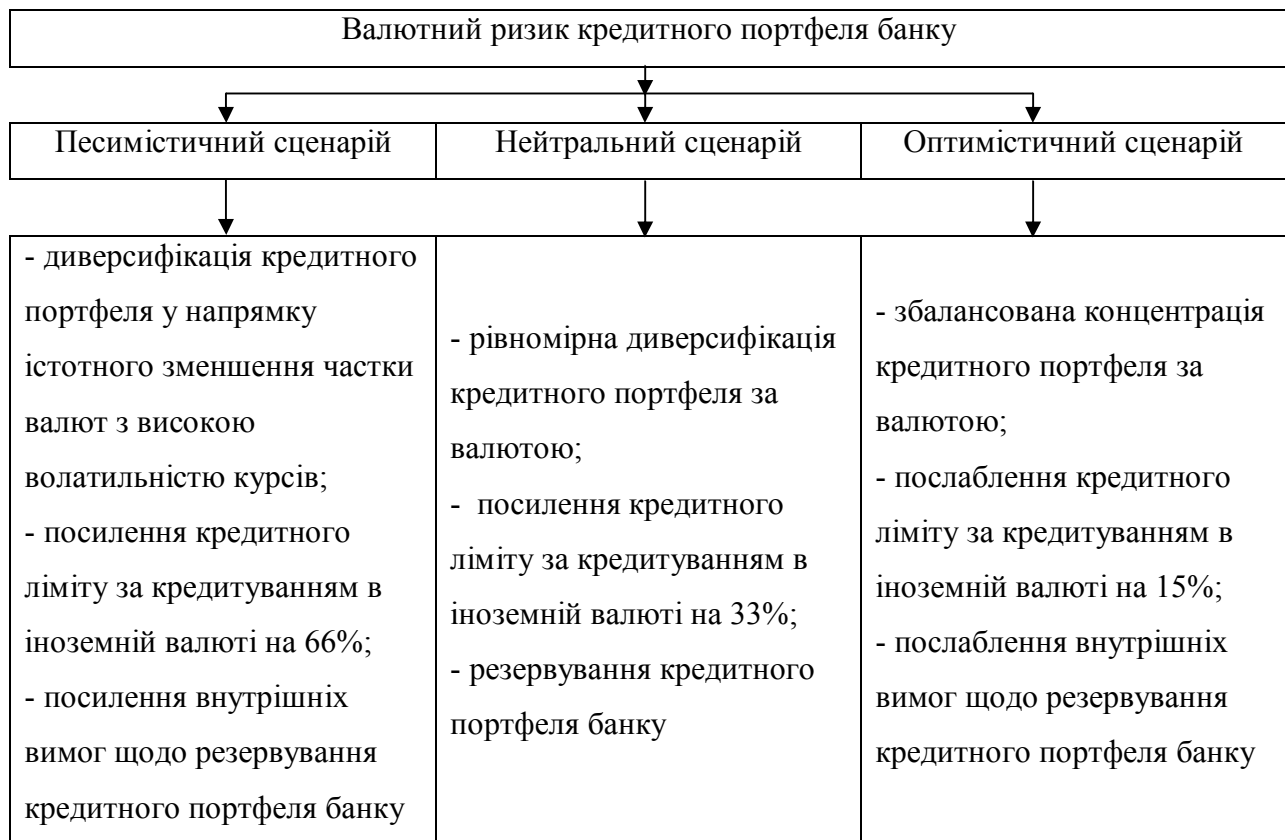 Валютний ризик кредитного портфеля банку
Песимістичний сценарій
Нейтральний сценарій
Оптимістичний сценарій
- диверсифікація кредитного
портфеля у напрямку
істотного зменшення частки
валют з високою
волатильністю курсів;
- посилення кредитного
ліміту за кредитуванням в
іноземній валюті на 66%;
- посилення внутрішніх
вимог щодо резервування
кредитного портфеля банку
- рівномірна диверсифікація
кредитного портфеля за
валютою;
- посилення кредитного
ліміту за кредитуванням в
іноземній валюті на 33%;
- резервування кредитного
портфеля банку
- збалансована концентрація
кредитного портфеля за
валютою;
- послаблення кредитного
ліміту за кредитуванням в
іноземній валюті на 15%;
- послаблення внутрішніх
вимог щодо резервування
кредитного портфеля банку